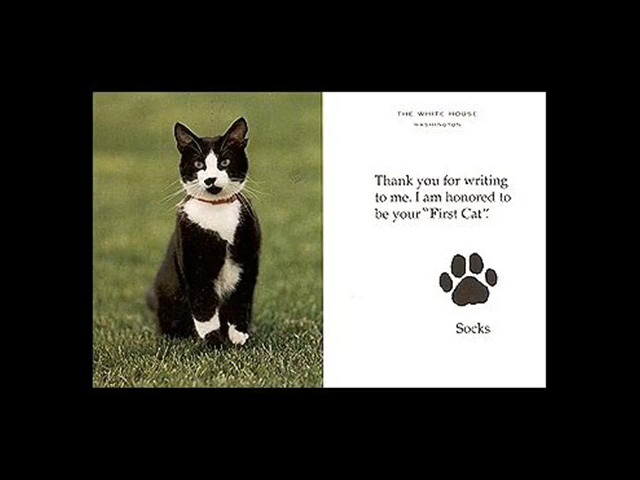 THE WHITE HOUSE
WASHINGTON
Thank you for writing
to me. I am honored to
be your "First Cat".
Socks